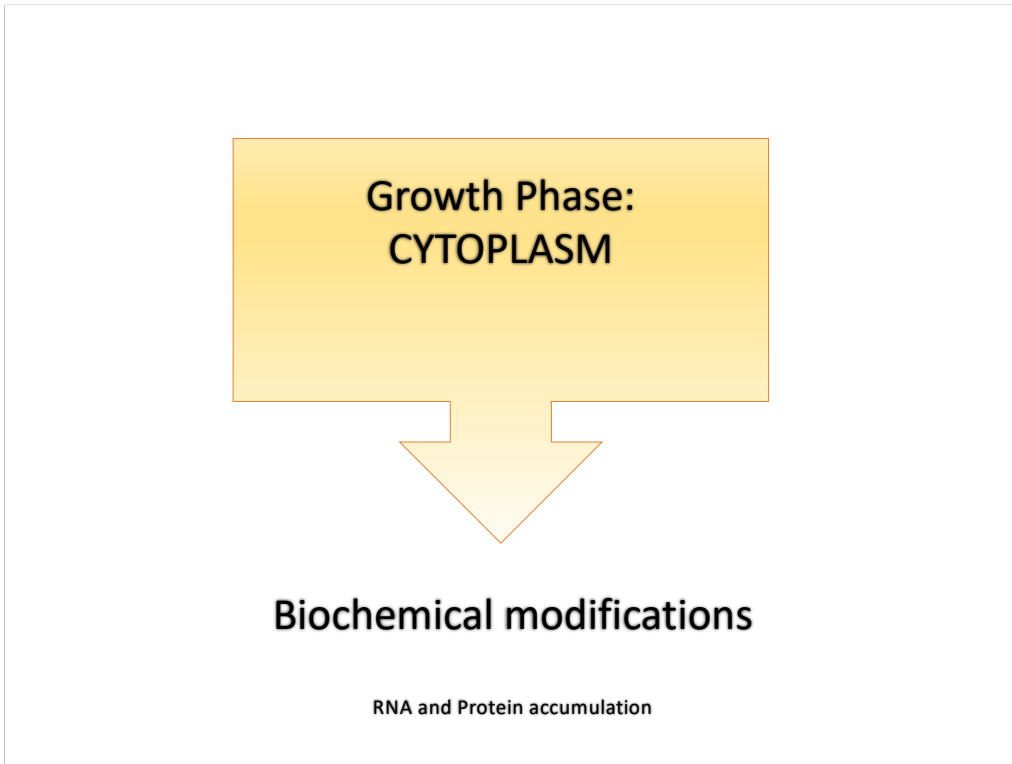 Growth Phase:
CYTOPLASM
Biochemical modifications
RNA and Protein accumulation